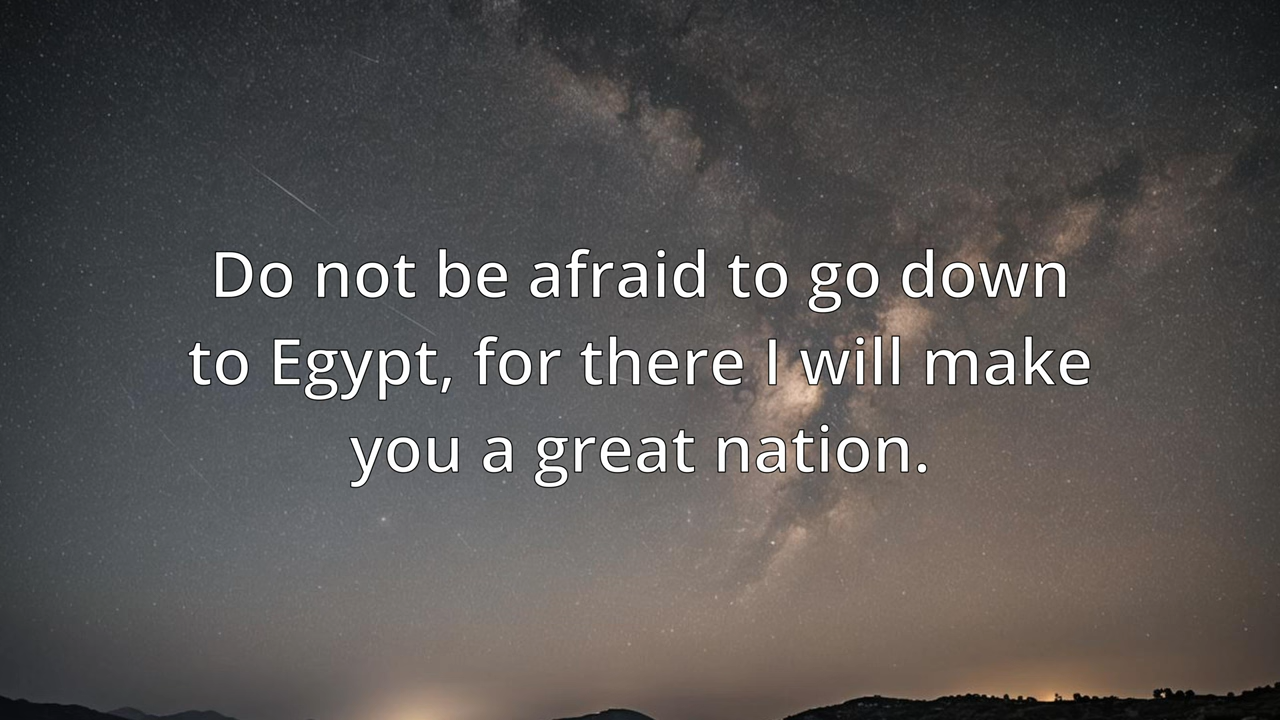 Do not be afraid to go down
to Egypt, for there I will make
you a great nation.